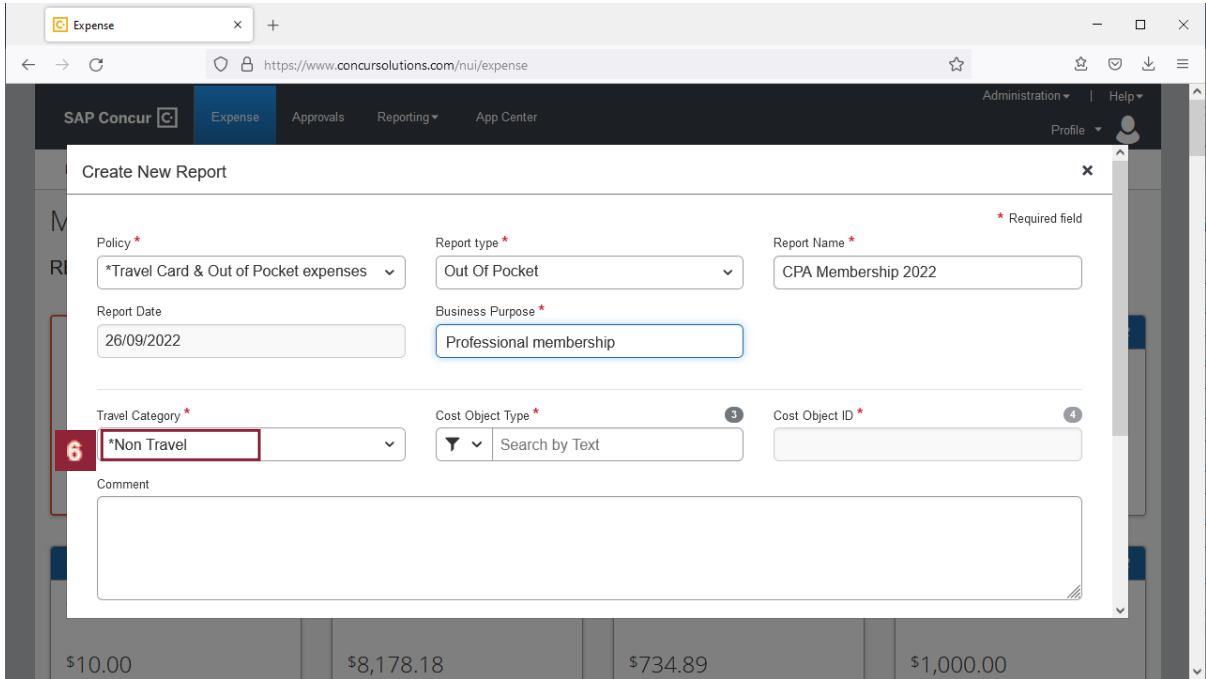 Expense
https://www.concursolutions.com/nui/expense
Administration | Help
SAP Concur C Expense Approvals Reporting App Center
Profile
Create New Report
M
* Required field
Policy * Report type * Report Name *
RE
*Travel Card & Out of Pocket expenses Out Of Pocket CPA Membership 2022
Report Date Business Purpose *
26/09/2022 Professional membership
Travel Category * Cost Object Type * 3 Cost Object ID * 4
6 *Non Travel Search by Text
Comment
$10.00 $8,178.18 $734.89 $1,000.00